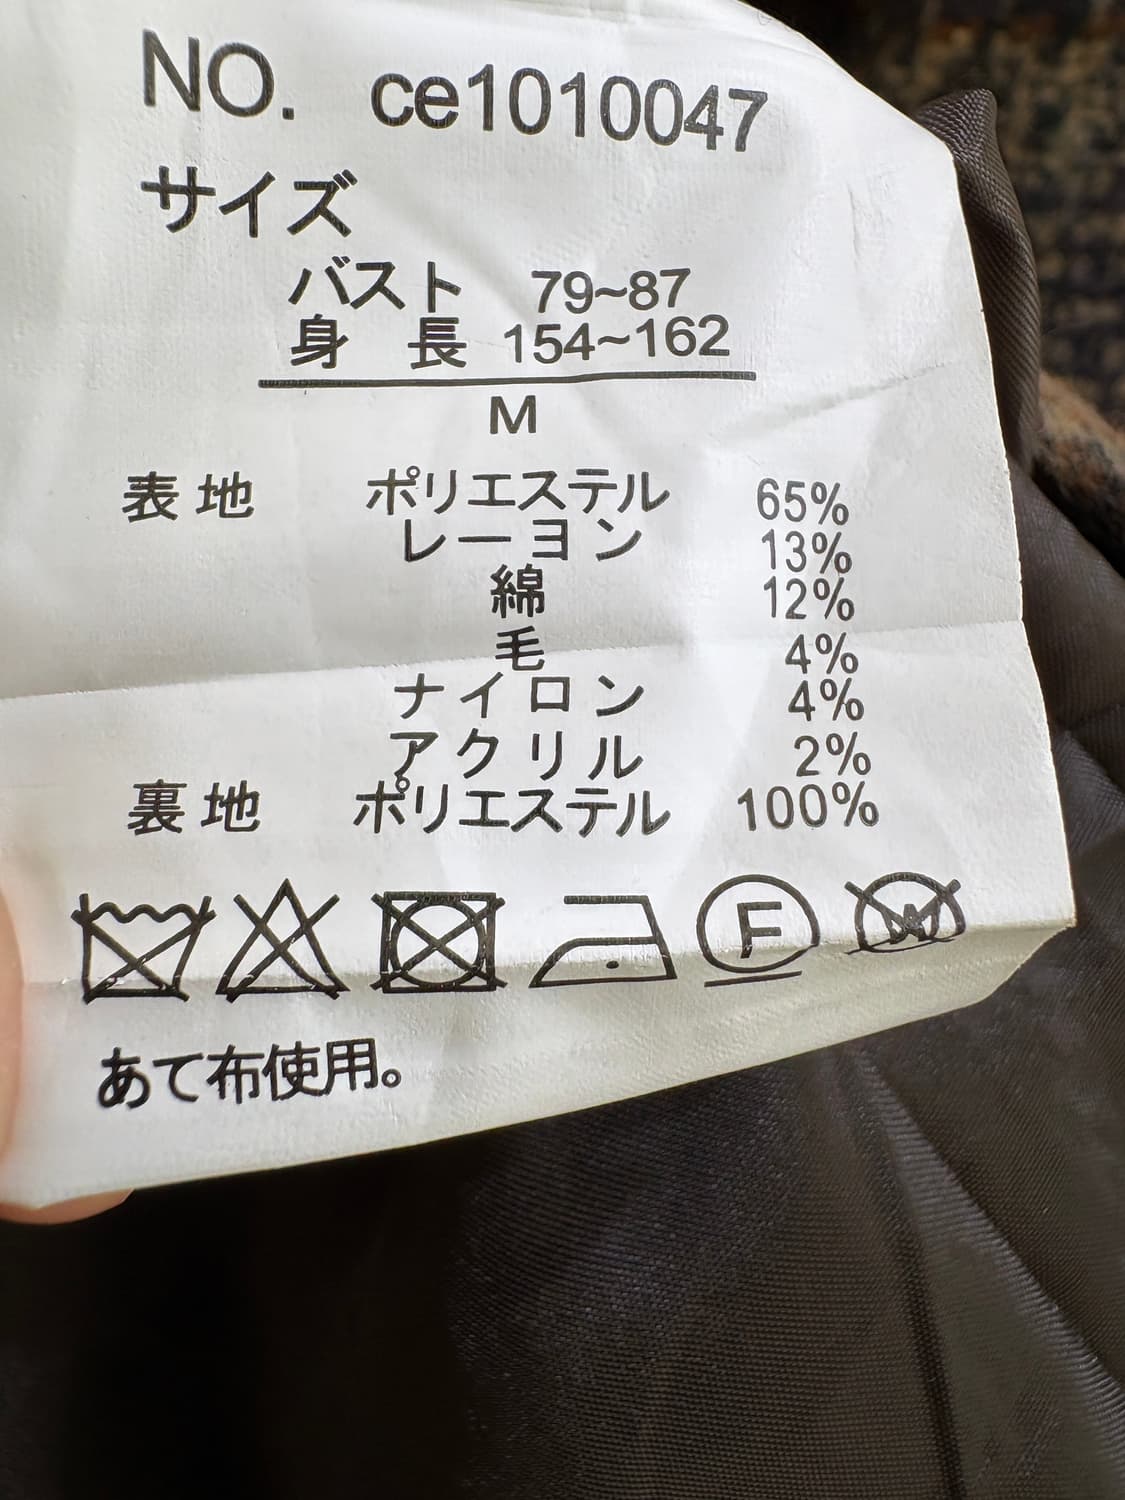 NO. ce1010047
サイズ
バスト 79~87
身長 154~162
M
表地 ポリエステル 65%
レーヨン 13%
綿 12%
毛 4%
ナイロン 4%
アクリル 2%
裏地 ポリエステル 100%
F W
あて布使用。